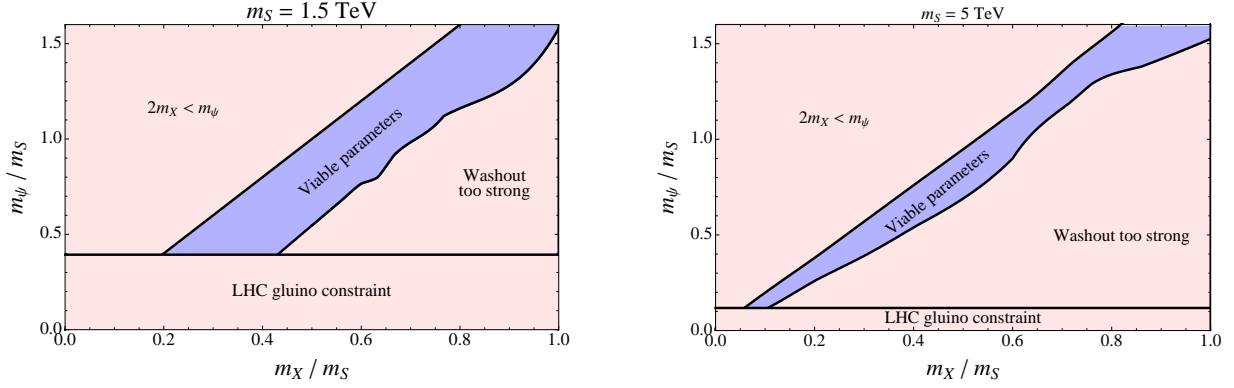 m_S = 1.5 TeV
1.5
1.0
0.5
0.0
m_ψ / m_S
2m_X < m_ψ
Viable parameters
Washout
too strong
LHC gluino constraint
0.0 0.2 0.4 0.6 0.8 1.0
m_X / m_S
m_S = 5 TeV
1.5
1.0
0.5
0.0
m_ψ / m_S
2m_X < m_ψ
Viable parameters
Washout too strong
LHC gluino constraint
0.0 0.2 0.4 0.6 0.8 1.0
m_X / m_S